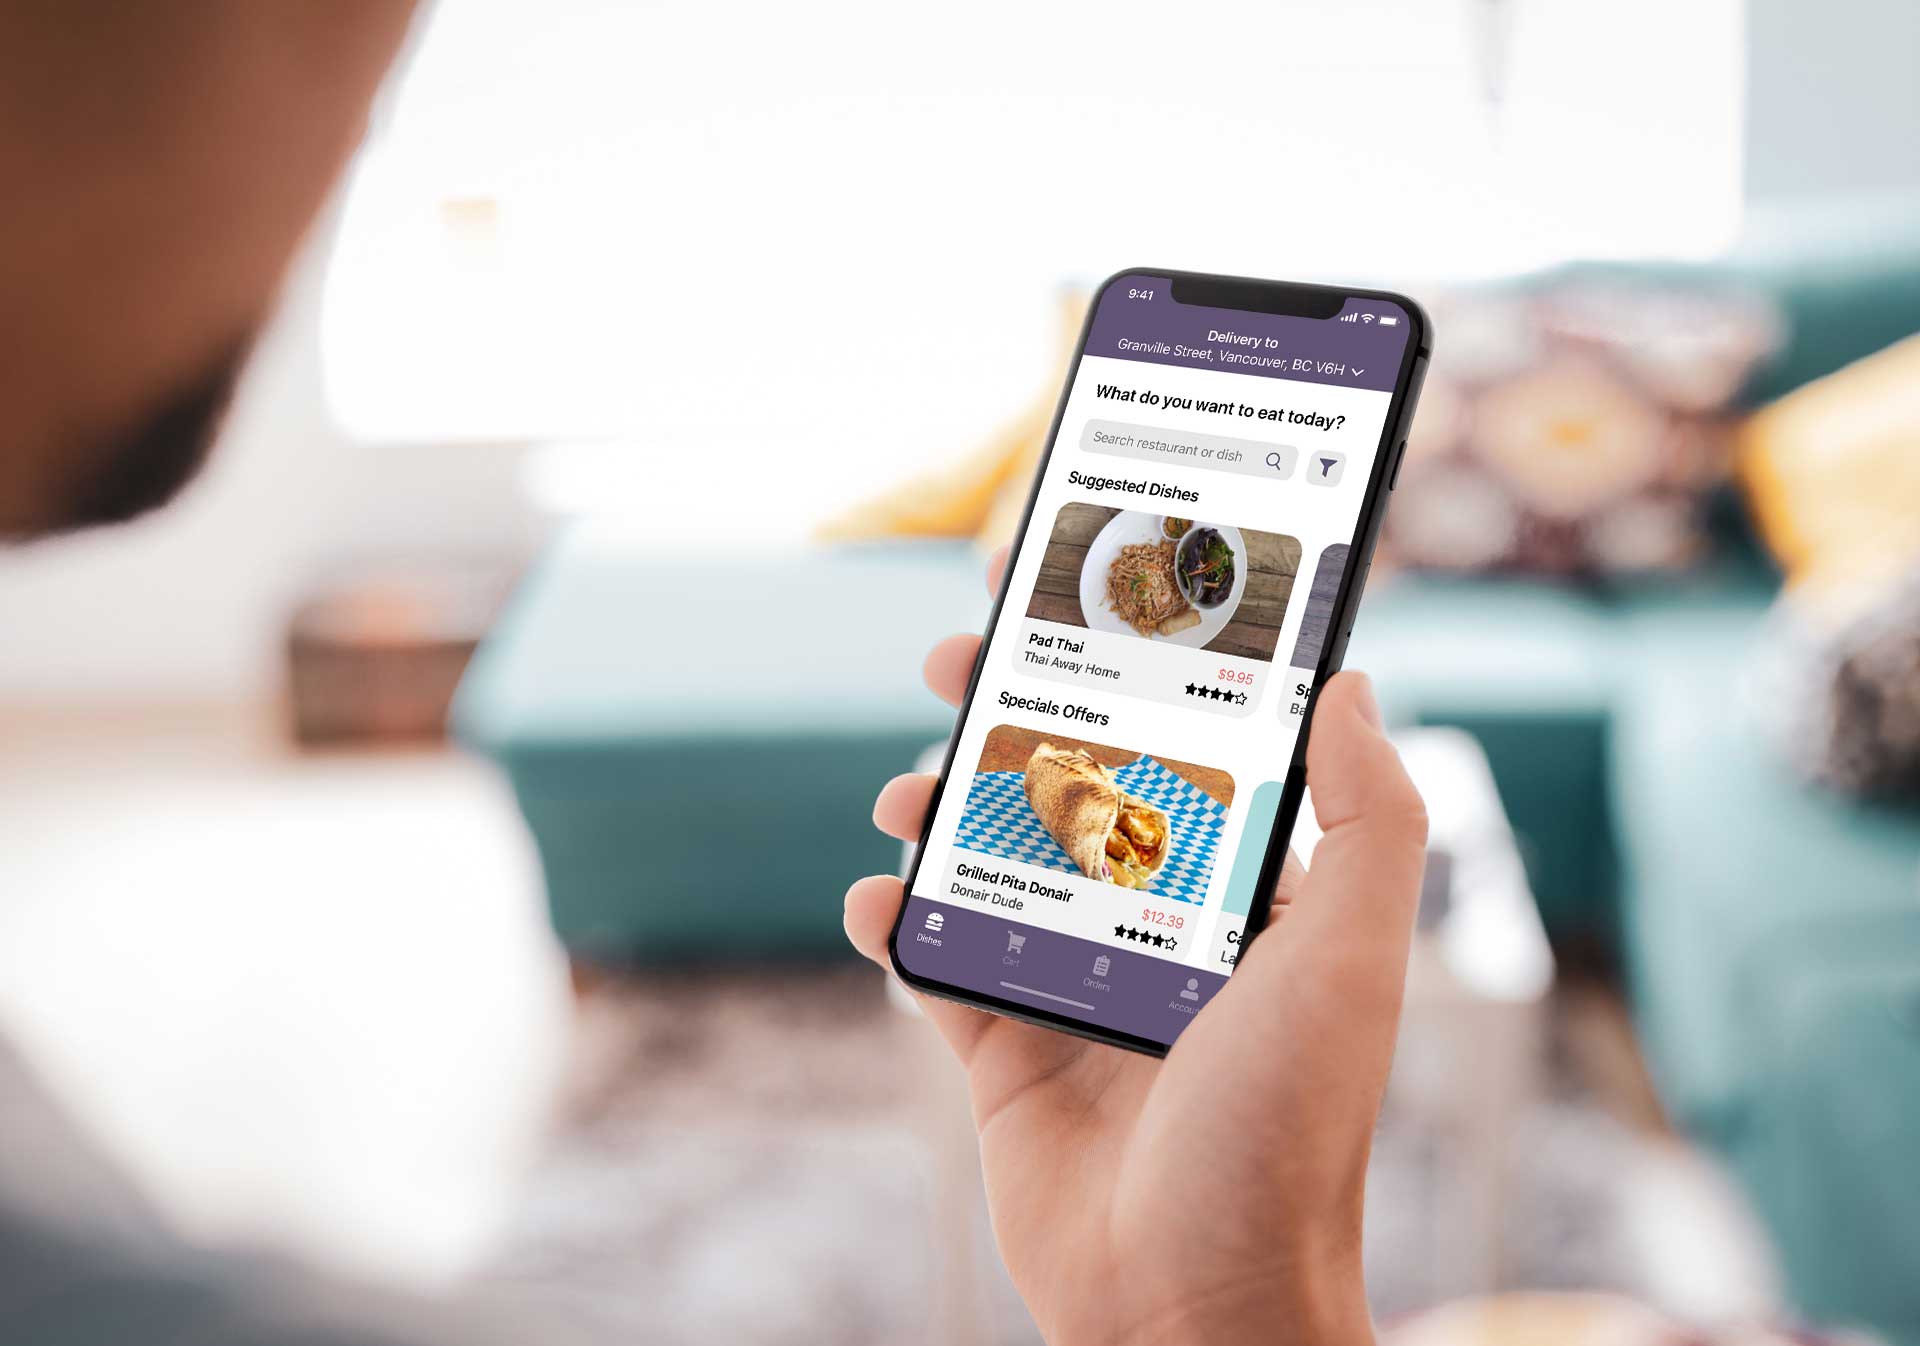 9:41
Delivery to
Granville Street, Vancouver, BC V6H
What do you want to eat today?
Search restaurant or dish
Suggested Dishes
Pad Thai
Thai Away Home
$9.95
Sp
Ba
Specials Offers
Grilled Pita Donair
Donair Dude
$12.39
Ca
La
Dishes
Cart
Orders
Accou